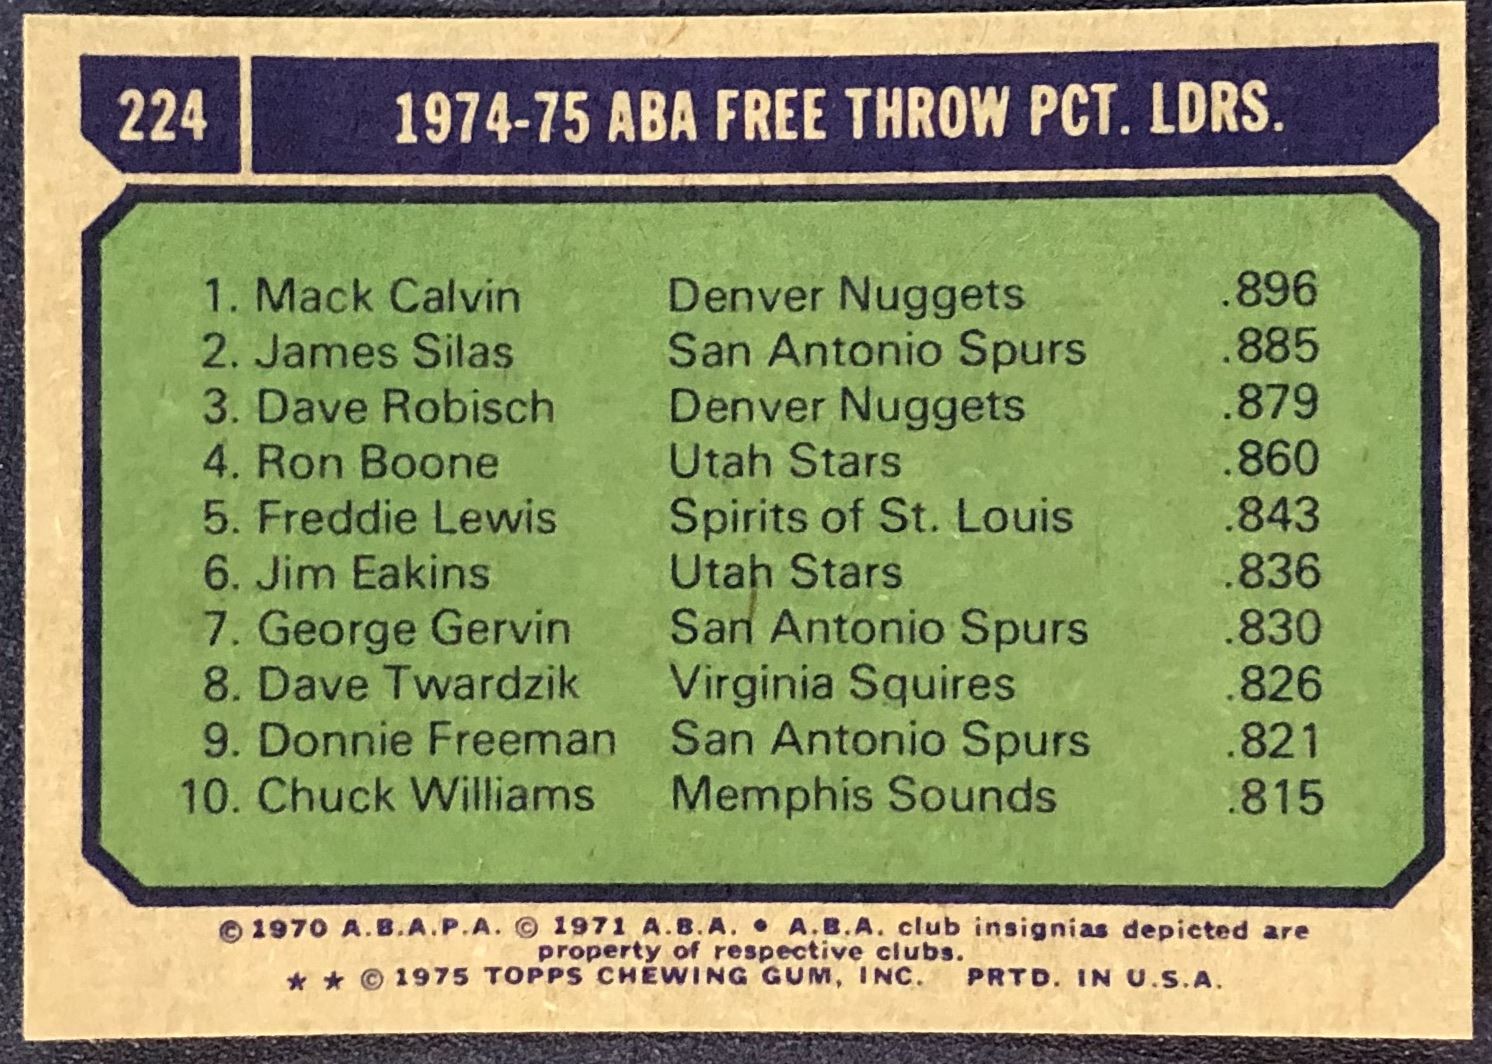 224 1974-75 ABA FREE THROW PCT. LDRS.
1. Mack Calvin Denver Nuggets .896
2. James Silas San Antonio Spurs .885
3. Dave Robisch Denver Nuggets .879
4. Ron Boone Utah Stars .860
5. Freddie Lewis Spirits of St. Louis .843
6. Jim Eakins Utah Stars .836
7. George Gervin San Antonio Spurs .830
8. Dave Twardzik Virginia Squires .826
9. Donnie Freeman San Antonio Spurs .821
10. Chuck Williams Memphis Sounds .815
© 1970 A.B.A.P.A. © 1971 A.B.A. • A.B.A. club insignias depicted are
property of respective clubs.
★ ★ © 1975 TOPPS CHEWING GUM, INC. PRTD. IN U.S.A.